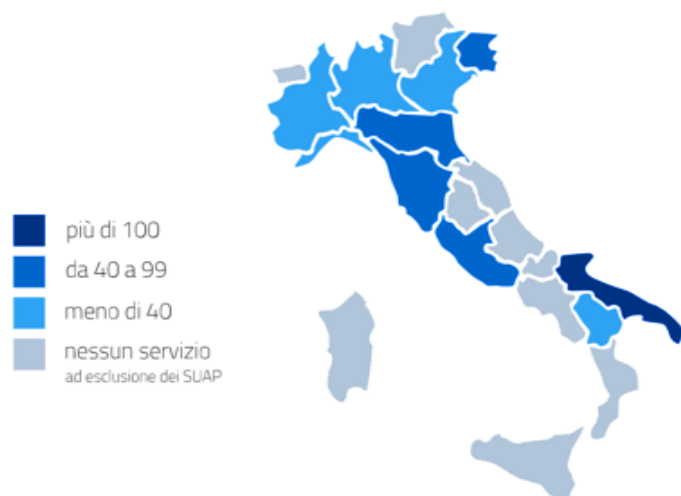 più di 100
da 40 a 99
meno di 40
nessun servizio
ad esclusione dei SUAP